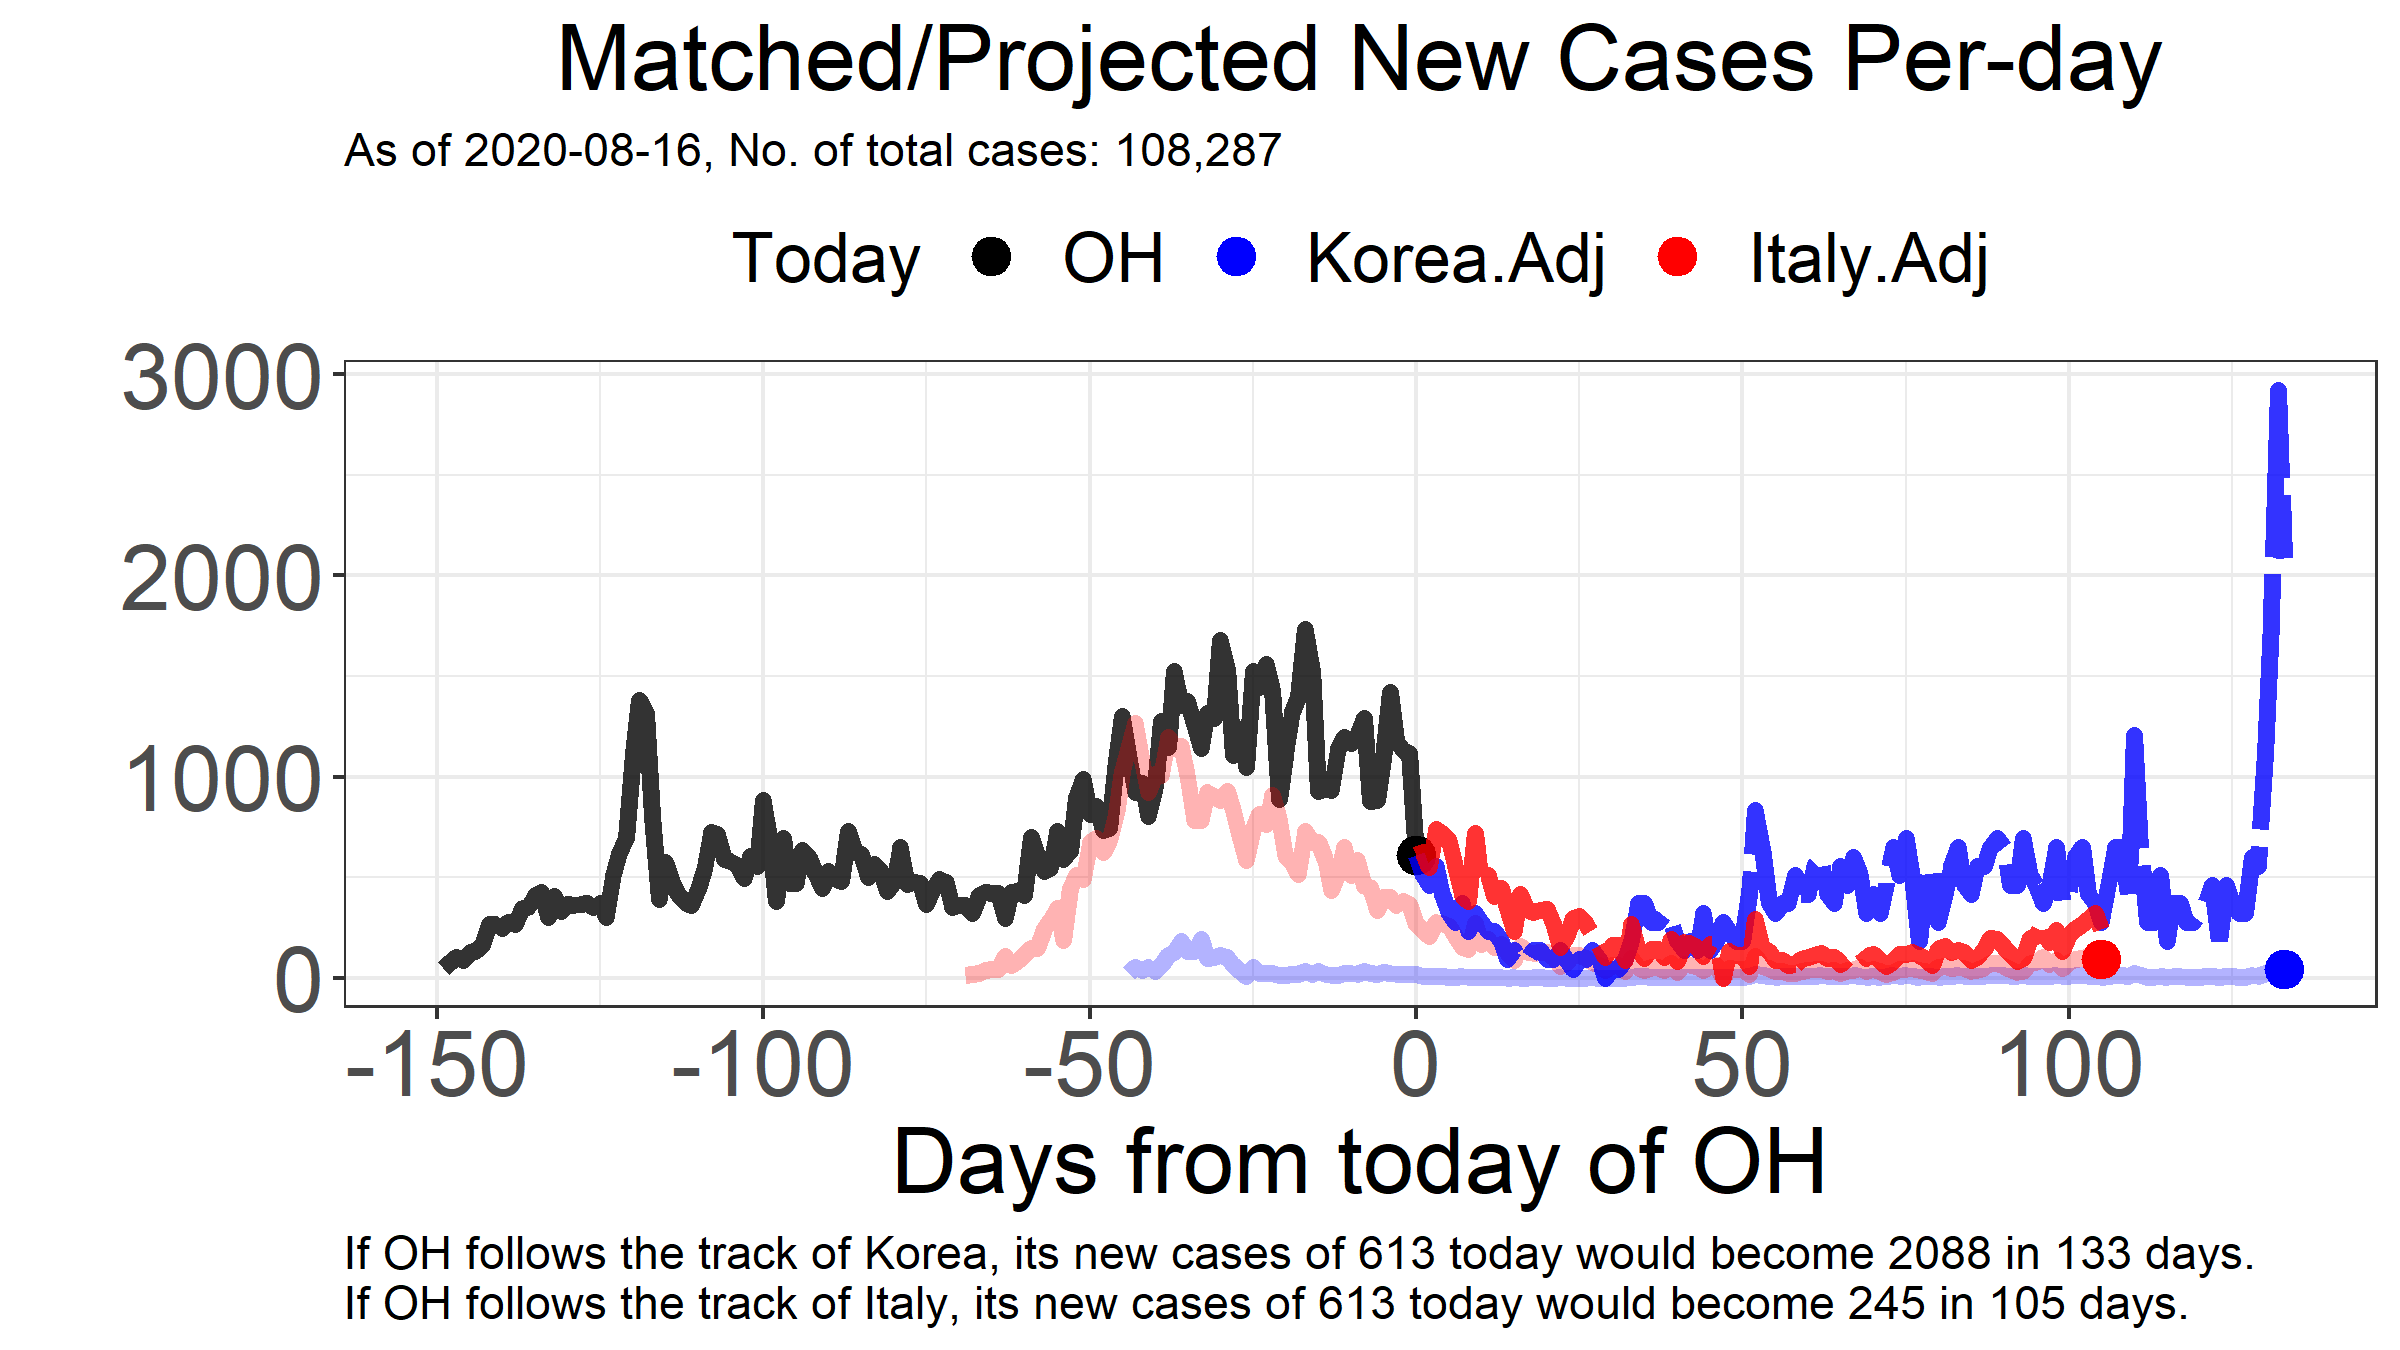 Matched/Projected New Cases Per-day
As of 2020-08-16, No. of total cases: 108,287
Today OH Korea.Adj Italy.Adj
3000
2000
1000
0
-150 -100 -50 0 50 100
Days from today of OH
If OH follows the track of Korea, its new cases of 613 today would become 2088 in 133 days.
If OH follows the track of Italy, its new cases of 613 today would become 245 in 105 days.